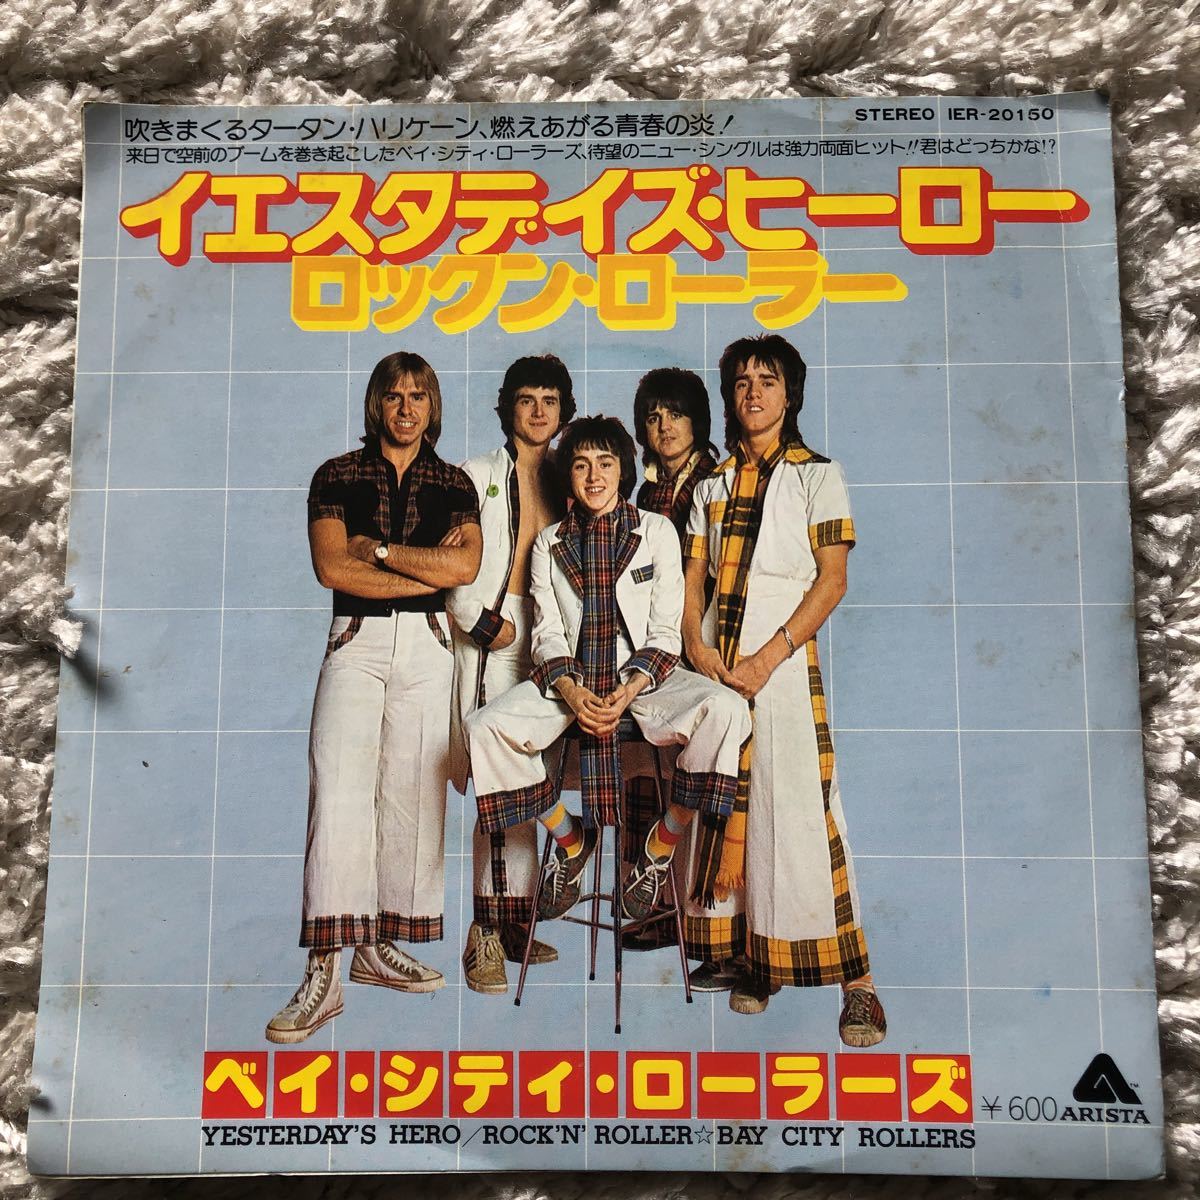 吹きまくるタータン・ハリケーン、燃えあがる青春の炎!
STEREO IER-20150
来日で空前のブームを巻き起こしたベイ・シティ・ローラーズ、待望のニュー・シングルは強力両面ヒット!!君はどっちかな!?
イエスタデイズ・ヒーロー
ロックン・ローラー
ベイ・シティ・ローラーズ
¥600 ARISTA™
YESTERDAY'S HERO/ROCK'N' ROLLER☆BAY CITY ROLLERS